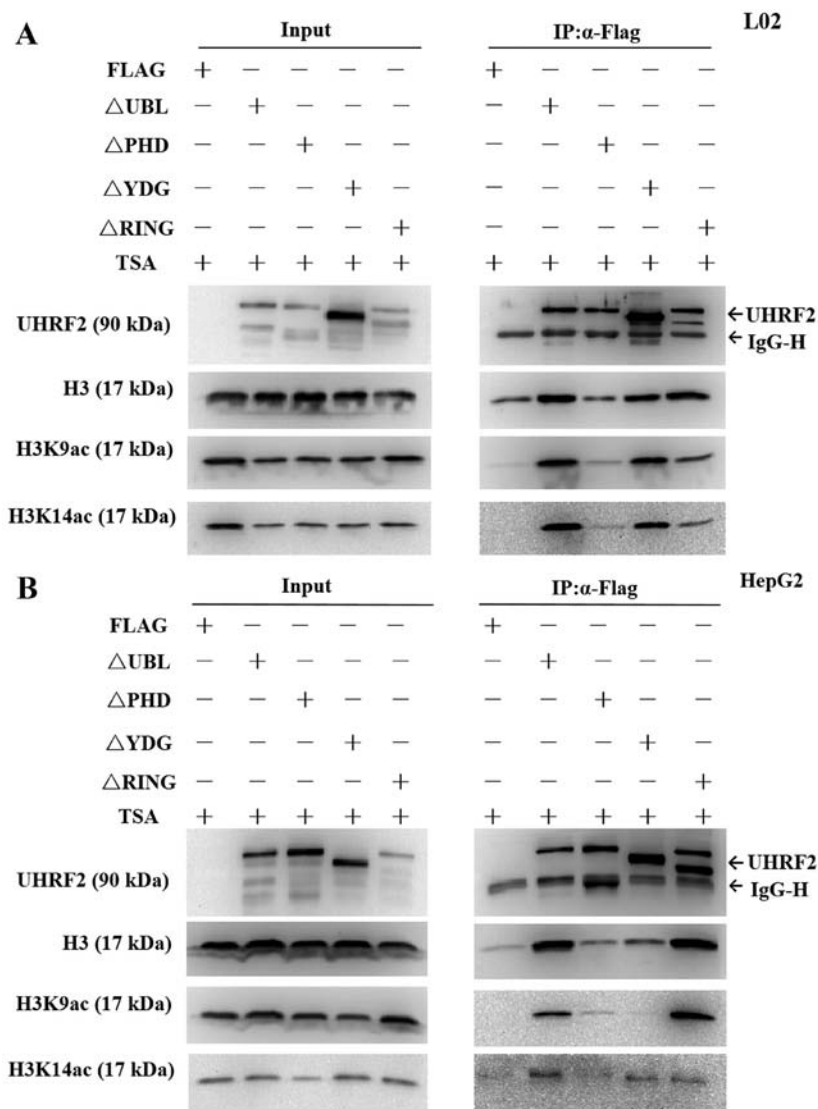 A Input IP:α-Flag L02
FLAG + − − − − + − − − −
△UBL − + − − − − + − − −
△PHD − − + − − − − + − −
△YDG − − − + − − − − + −
△RING − − − − + − − − − +
TSA + + + + + + + + + +
UHRF2 (90 kDa) ←UHRF2
←IgG-H
H3 (17 kDa)
H3K9ac (17 kDa)
H3K14ac (17 kDa)
B Input IP:α-Flag HepG2
FLAG + − − − − + − − − −
△UBL − + − − − − + − − −
△PHD − − + − − − − + − −
△YDG − − − + − − − − + −
△RING − − − − + − − − − +
TSA + + + + + + + + + +
UHRF2 (90 kDa) ←UHRF2
←IgG-H
H3 (17 kDa)
H3K9ac (17 kDa)
H3K14ac (17 kDa)